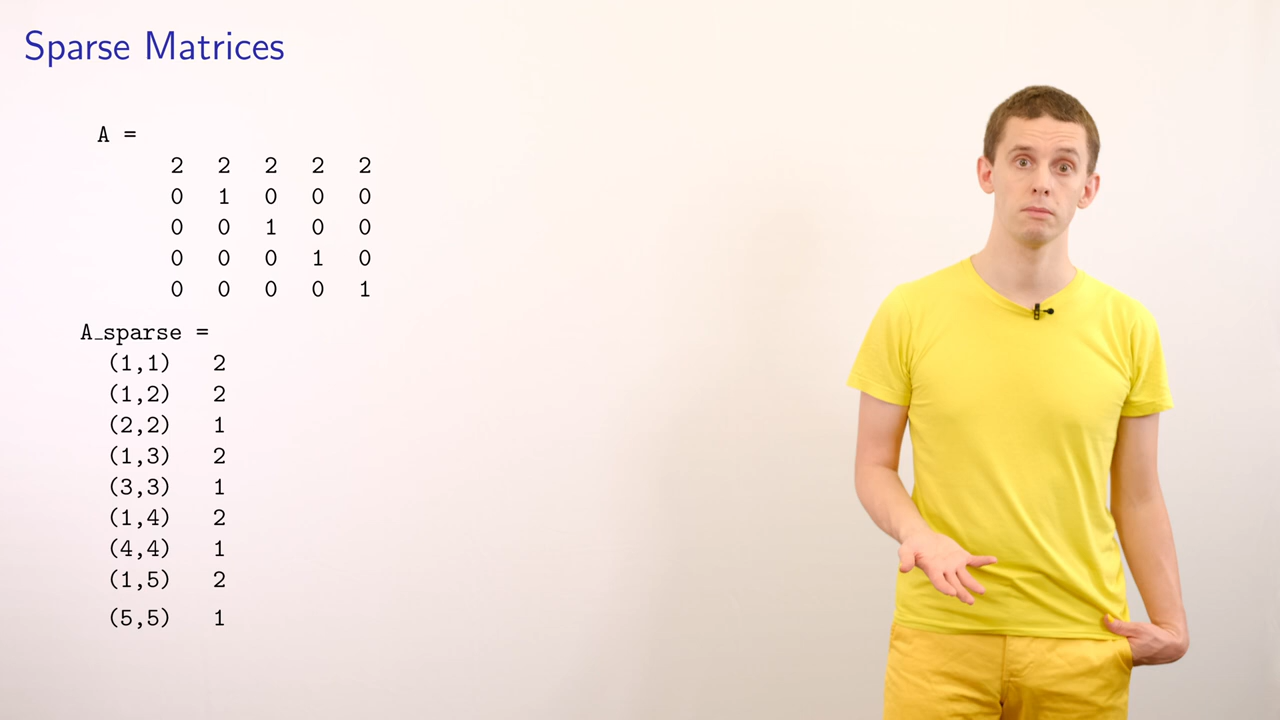 Sparse Matrices
A =
2 2 2 2 2
0 1 0 0 0
0 0 1 0 0
0 0 0 1 0
0 0 0 0 1
A_sparse =
(1,1) 2
(1,2) 2
(2,2) 1
(1,3) 2
(3,3) 1
(1,4) 2
(4,4) 1
(1,5) 2
(5,5) 1